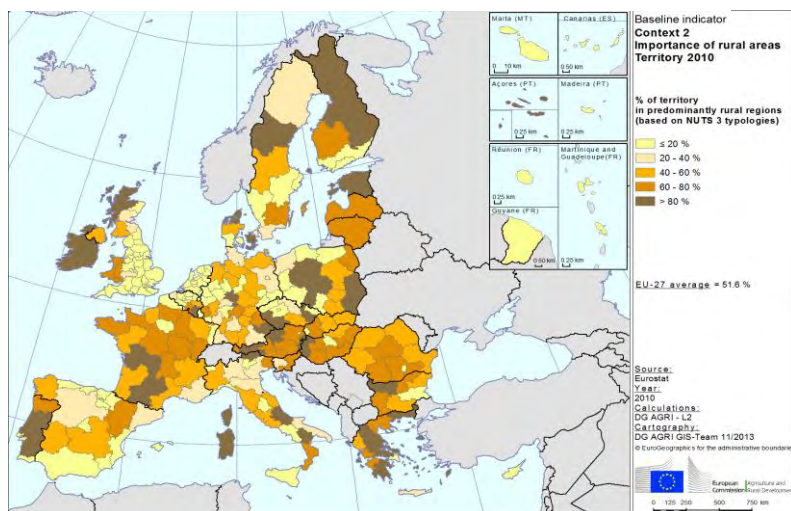 Malta (MT)
0 10 km
Canarias (ES)
0 50 km
Açores (PT)
0 25 km
Madeira (PT)
0 25 km
Réunion (FR)
0 25 km
Martinique and
Guadeloupe(FR)
0 25 km
Guyane (FR)
0 50 km
Baseline indicator
Context 2
Importance of rural areas
Territory 2010
% of territory
in predominantly rural regions
(based on NUTS 3 typologies)
≤ 20 %
20 - 40 %
40 - 60 %
60 - 80 %
> 80 %
EU-27 average = 51.6 %
Source:
Eurostat
Year:
2010
Calculations:
DG AGRI - L2
Cartography:
DG AGRI GIS-Team 11/2013
© EuroGeographics for the administrative boundarie
European
Commission
Agriculture and
Rural Development
0 125 250 500 750 km